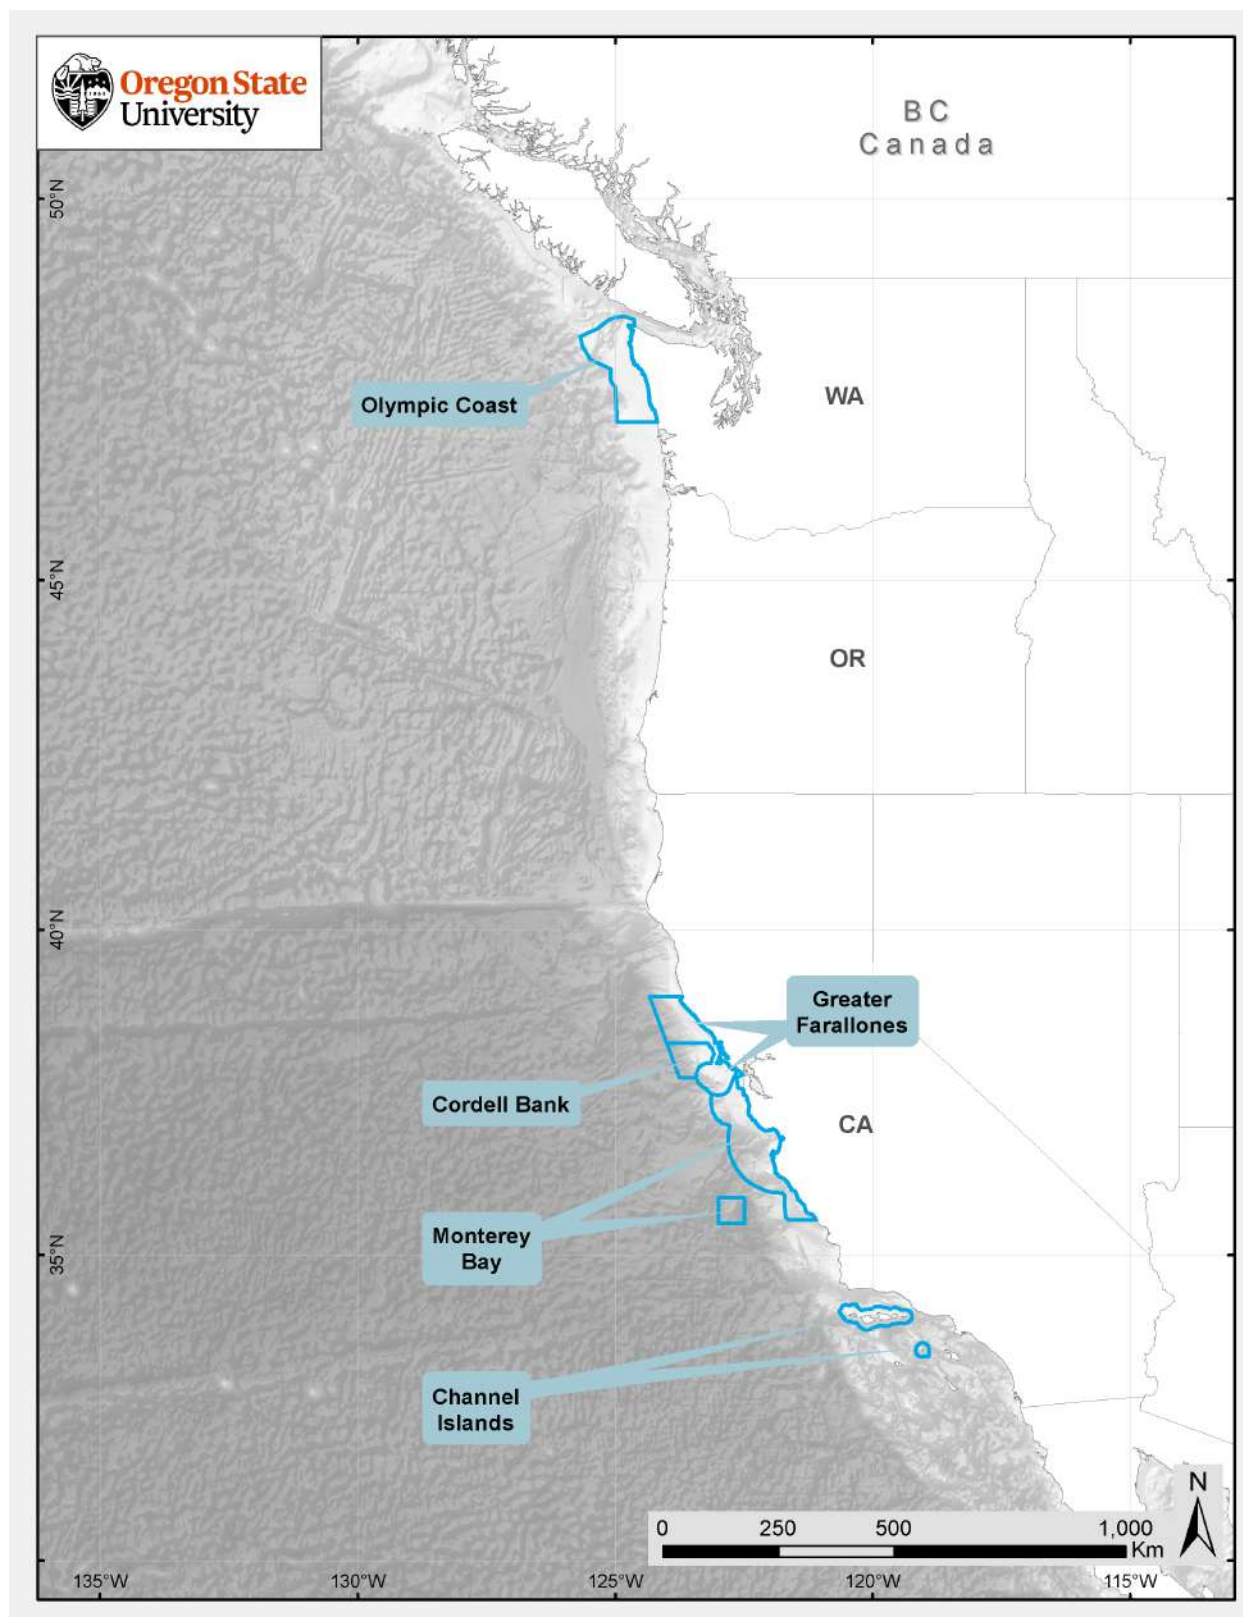 Oregon State
University
BC
Canada
50°N
Olympic Coast
WA
45°N
OR
40°N
Greater
Farallones
Cordell Bank
CA
Monterey
Bay
35°N
Channel
Islands
N
0 250 500 1,000
Km
135°W 130°W 125°W 120°W 115°W